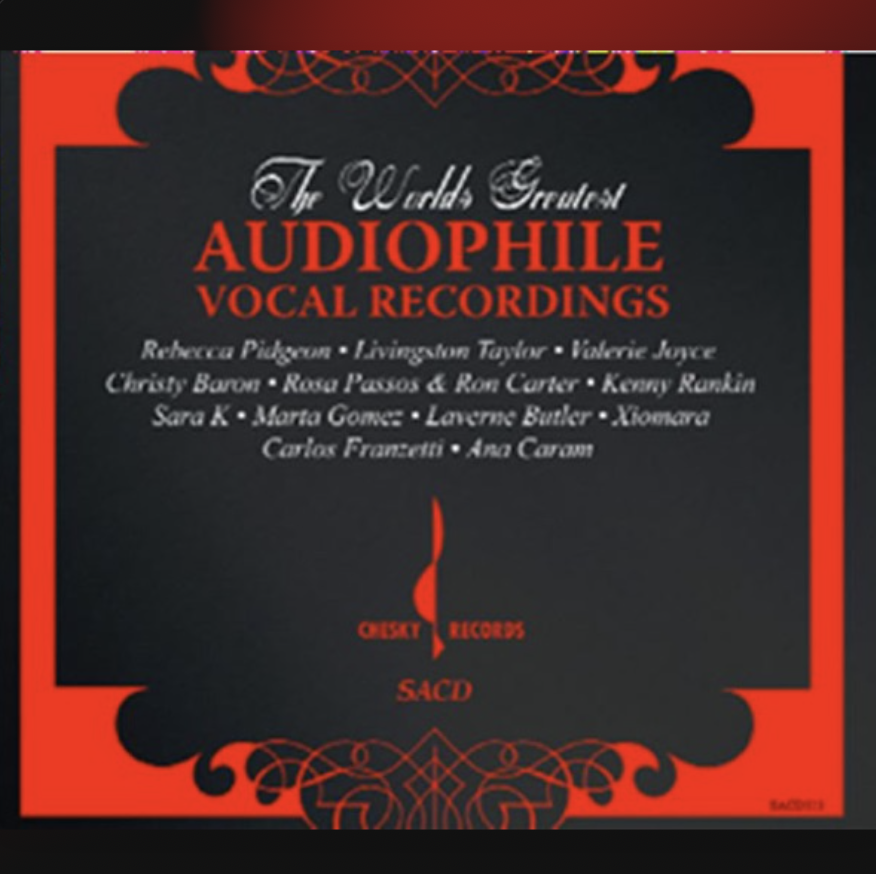 The Worlds Greatest
AUDIOPHILE
VOCAL RECORDINGS
Rebecca Pidgeon • Livingston Taylor • Valerie Joyce
Christy Baron • Rosa Passos & Ron Carter • Kenny Rankin
Sara K • Marta Gomez • Laverne Butler • Xiomara
Carlos Franzetti • Ana Caram
CHESKY RECORDS
SACD